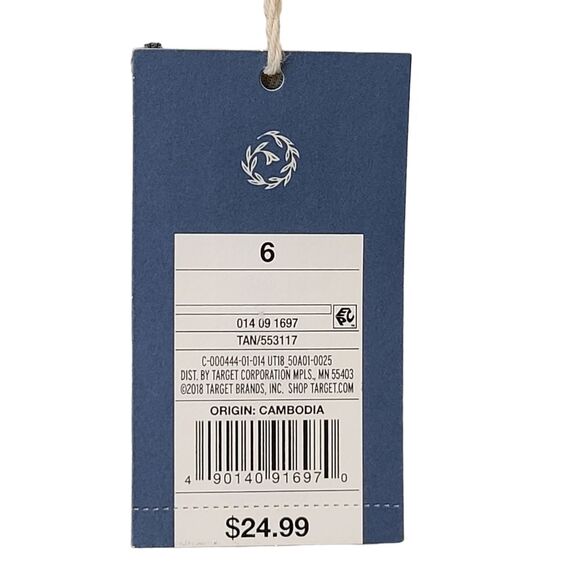 6
014 09 1697
TAN/553117
C-000444-01-014 UT18 50A01-0025
DIST. BY TARGET CORPORATION MPLS., MN 55403
©2018 TARGET BRANDS, INC. SHOP TARGET.COM
ORIGIN: CAMBODIA
4 90140 91697 0
$24.99